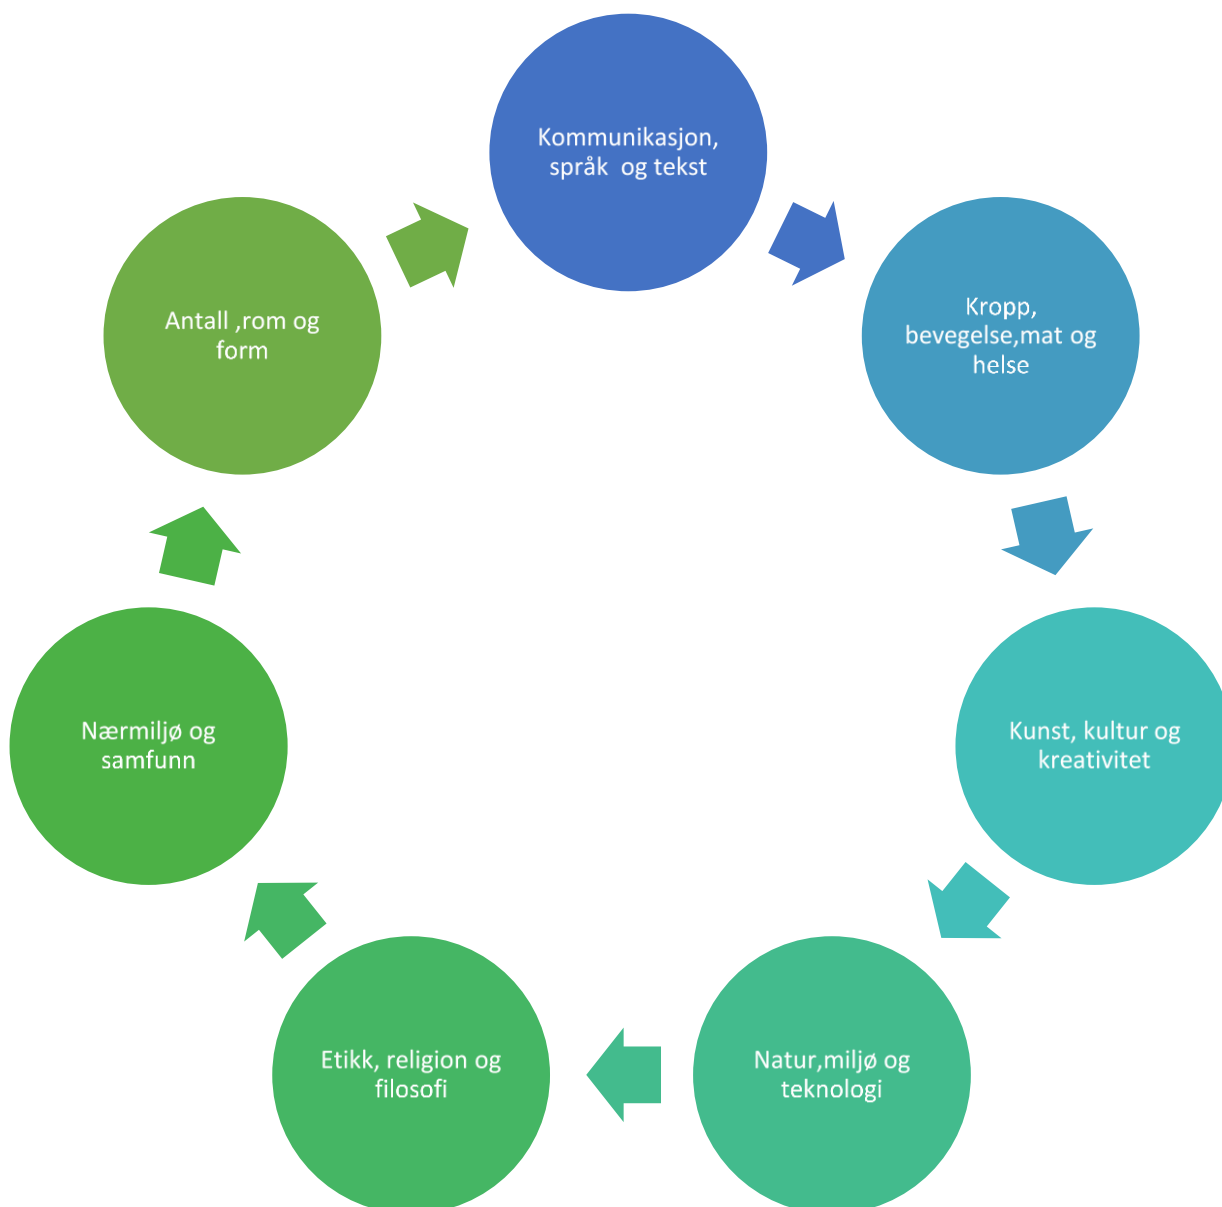 Kommunikasjon,
språk  og tekst
Kropp,
bevegelse,mat og
helse
Kunst, kultur og
kreativitet
Natur,miljø og
teknologi
Etikk, religion og
filosofi
Nærmiljø og
samfunn
Antall ,rom og
form